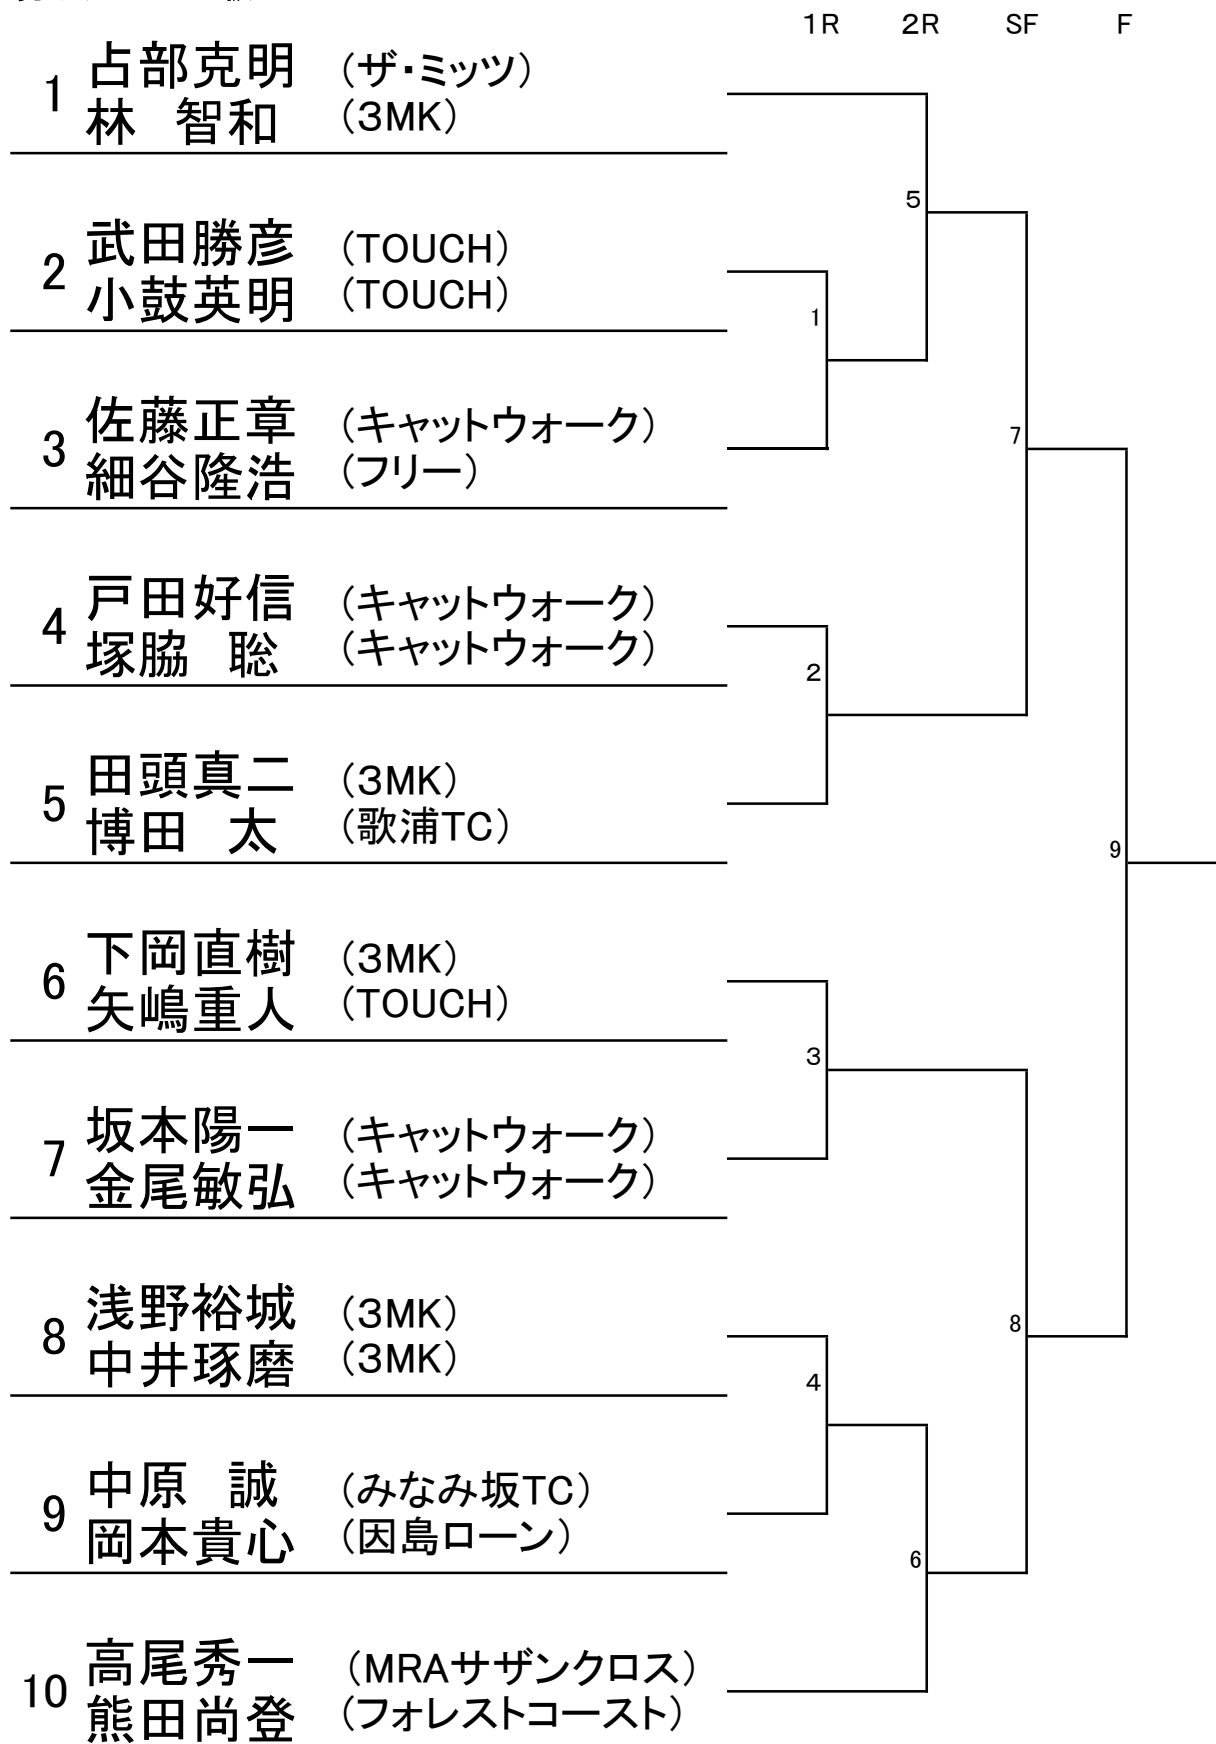 1R 2R SF F
1 占部克明 (ザ・ミッツ)
林 智和 (3MK)
5
2 武田勝彦 (TOUCH)
小鼓英明 (TOUCH)
1
3 佐藤正章 (キャットウォーク)
細谷隆浩 (フリー)
7
4 戸田好信 (キャットウォーク)
塚脇 聡 (キャットウォーク)
2
5 田頭真二 (3MK)
博田 太 (歌浦TC)
9
6 下岡直樹 (3MK)
矢嶋重人 (TOUCH)
3
7 坂本陽一 (キャットウォーク)
金尾敏弘 (キャットウォーク)
8 浅野裕城 (3MK)
中井琢磨 (3MK)
8
4
9 中原 誠 (みなみ坂TC)
岡本貴心 (因島ローン)
6
10 高尾秀一 (MRAサザンクロス)
熊田尚登 (フォレストコースト)